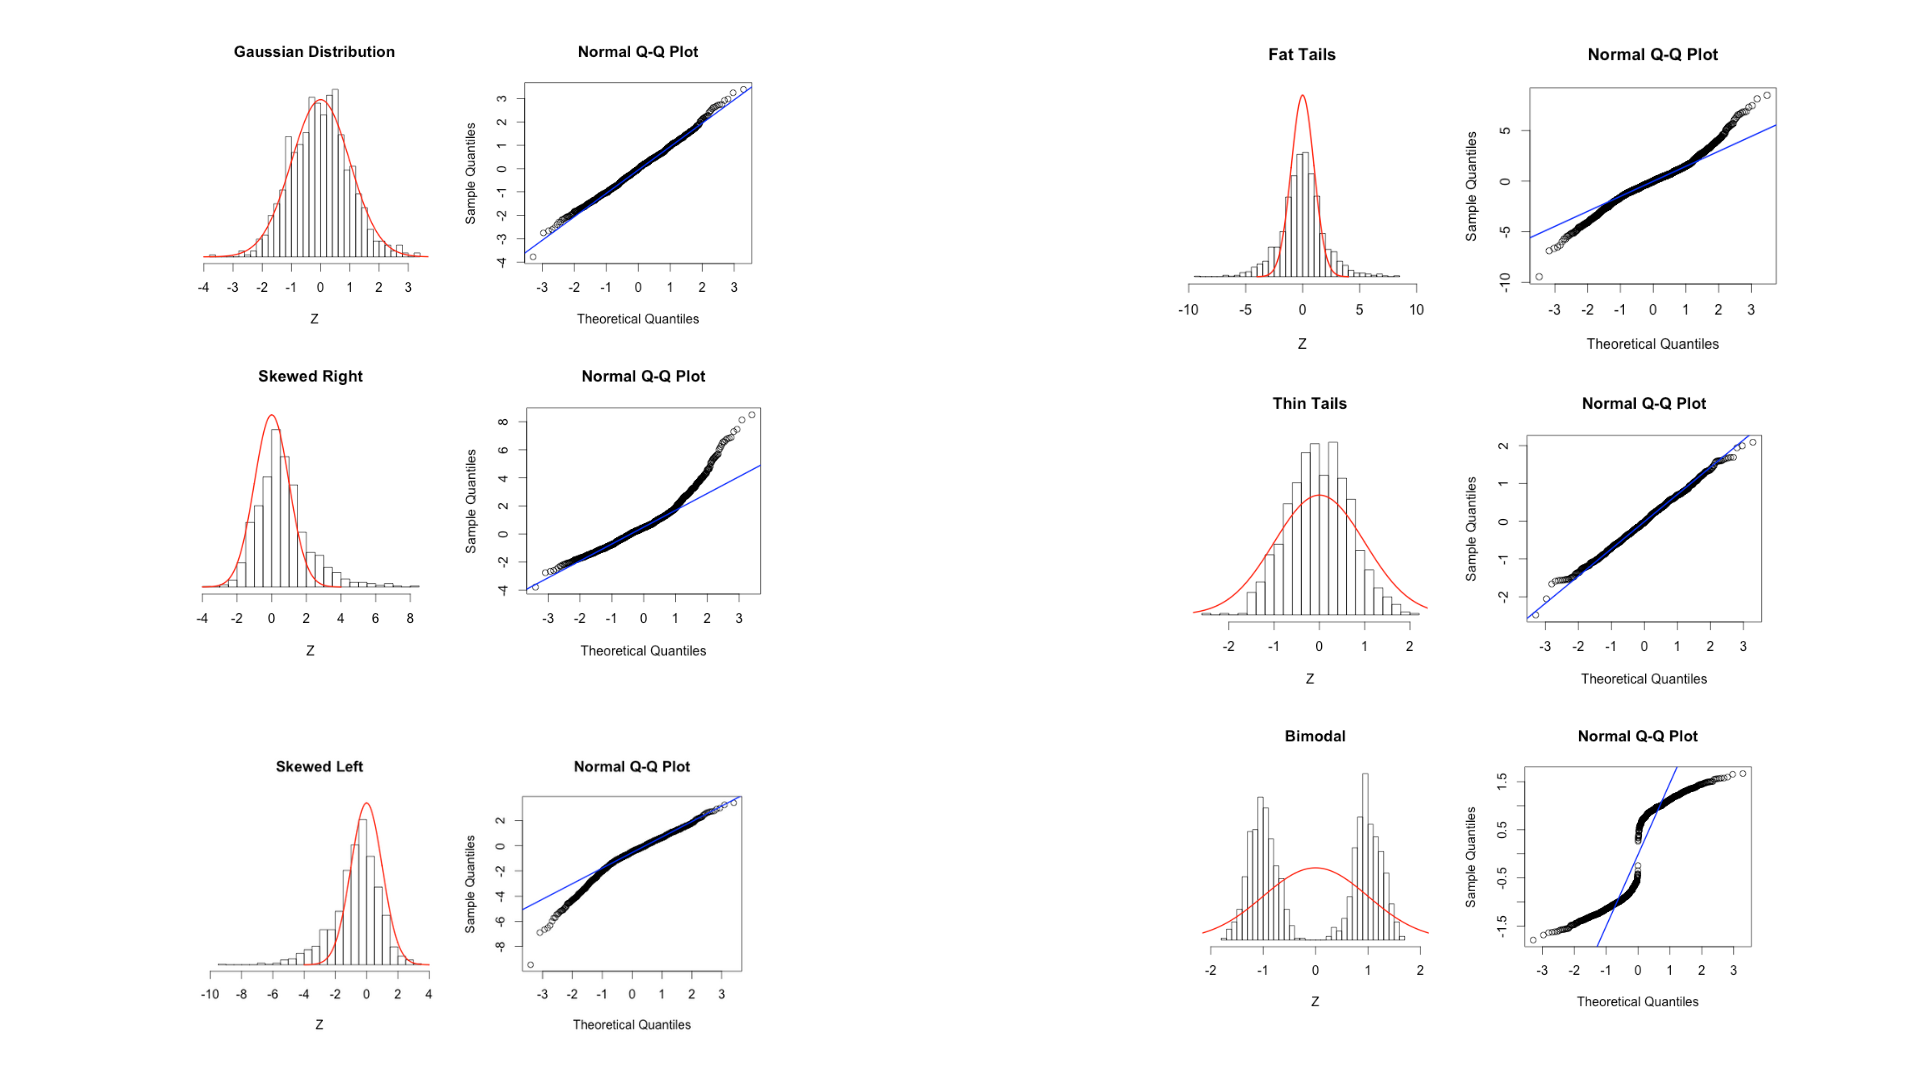 Gaussian Distribution
Normal Q-Q Plot
Sample Quantiles
3
2
1
0
-1
-2
-3
-4
-4 -3 -2 -1 0 1 2 3
-3 -2 -1 0 1 2 3
Z
Theoretical Quantiles
Fat Tails
Normal Q-Q Plot
Sample Quantiles
5
0
-5
-10
-10 -5 0 5 10
-3 -2 -1 0 1 2 3
Z
Theoretical Quantiles
Skewed Right
Normal Q-Q Plot
Sample Quantiles
8
6
4
2
0
-2
-4
-4 -2 0 2 4 6 8
-3 -2 -1 0 1 2 3
Z
Theoretical Quantiles
Thin Tails
Normal Q-Q Plot
Sample Quantiles
2
1
0
-1
-2
-2 -1 0 1 2
-3 -2 -1 0 1 2 3
Z
Theoretical Quantiles
Skewed Left
Normal Q-Q Plot
Sample Quantiles
2
0
-2
-4
-6
-8
-10 -8 -6 -4 -2 0 2 4
-3 -2 -1 0 1 2 3
Z
Theoretical Quantiles
Bimodal
Normal Q-Q Plot
Sample Quantiles
1.5
0.5
-0.5
-1.5
-2 -1 0 1 2
-3 -2 -1 0 1 2 3
Z
Theoretical Quantiles